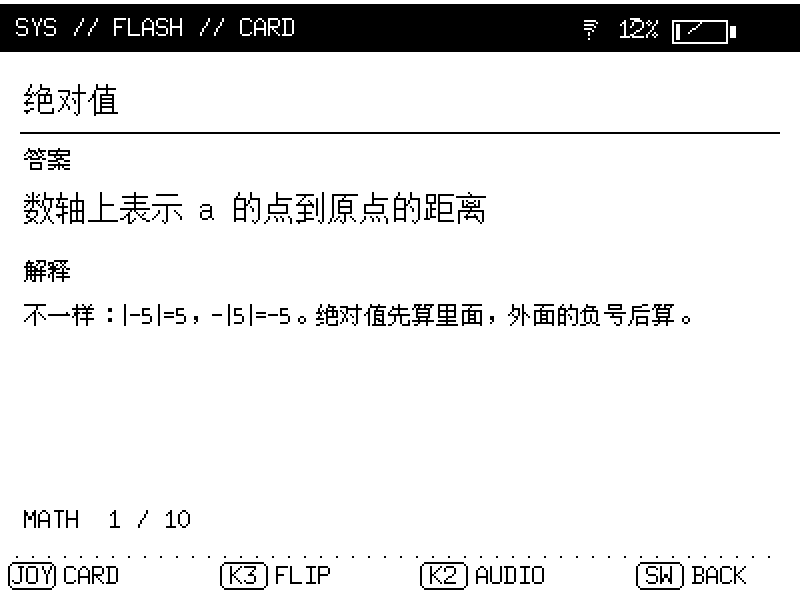 SYS // FLASH // CARD 12%
绝对值
答案
数轴上表示 a 的点到原点的距离
解释
不一样：|-5|=5，-|5|=-5。绝对值先算里面，外面的负号后算。
MATH 1 / 10
JOY CARD K3 FLIP K2 AUDIO SW BACK